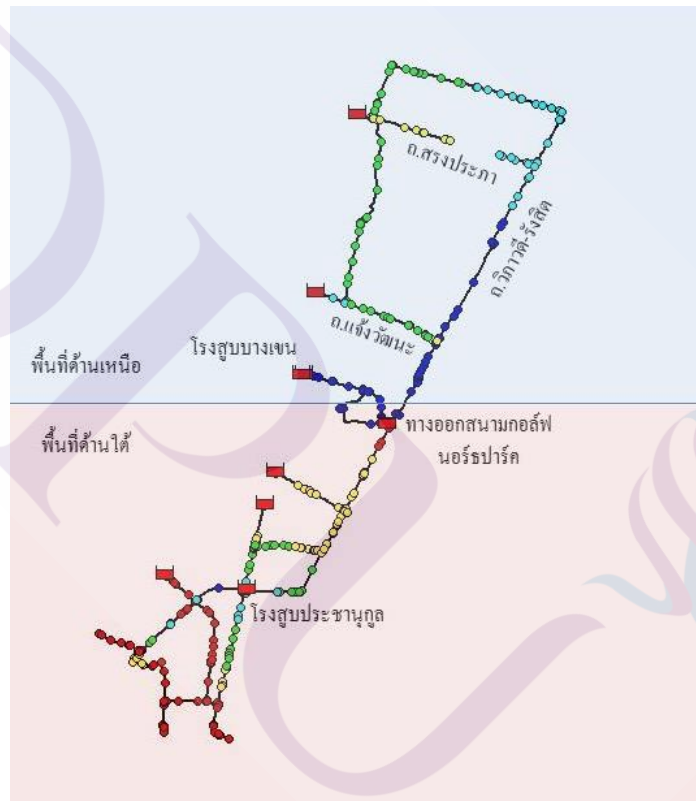 ถ.สรงประภา
ถ.วิภาวดี-รังสิต
ถ.แจ้งวัฒนะ
โรงสูบบางเขน
พื้นที่ด้านเหนือ
พื้นที่ด้านใต้
ทางออกสนามกอล์ฟ
นอร์ธปาร์ค
โรงสูบประชานุกูล